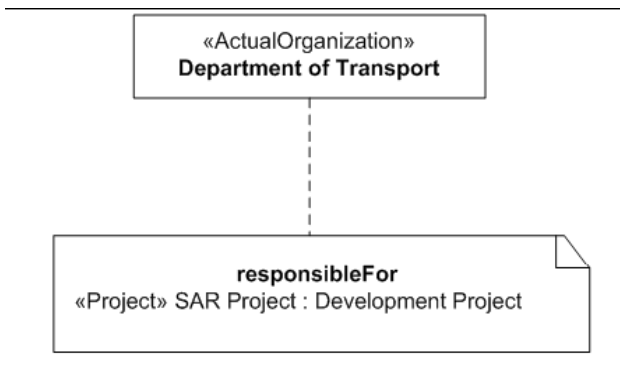 «ActualOrganization»
Department of Transport
responsibleFor
«Project» SAR Project : Development Project